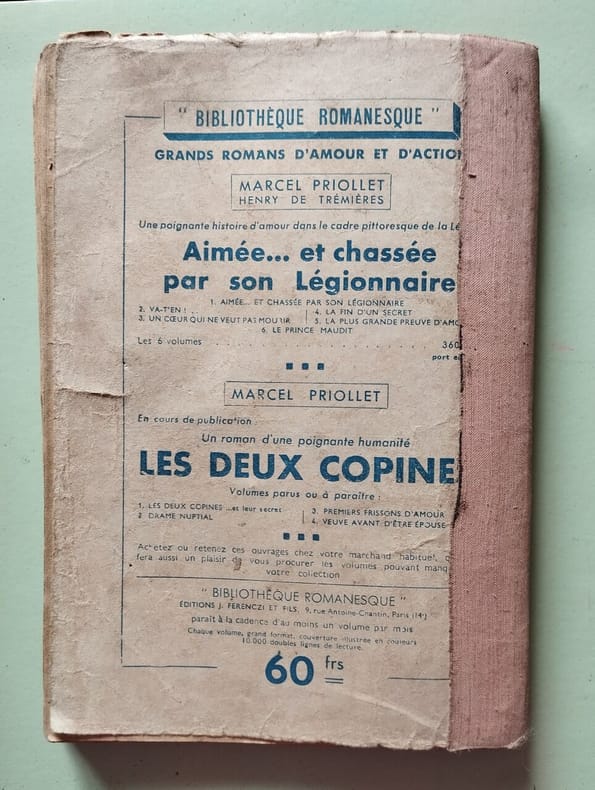 " BIBLIOTHÈQUE ROMANESQUE "
GRANDS ROMANS D'AMOUR ET D'ACTIO
MARCEL PRIOLLET
HENRY DE TRÉMIÈRES
Une poignante histoire d'amour dans le cadre pittoresque de la Lé
Aimée... et chassée
par son Légionnaire
1. AIMÉE... ET CHASSÉE PAR SON LÉGIONNAIRE
2. VA-T'EN ! 4. LA FIN D'UN SECRET
3. UN CŒUR QUI NE VEUT PAS MOURIR 5. LA PLUS GRANDE PREUVE D'AMO
6. LE PRINCE MAUDIT
Les 6 volumes . . . . . . . . . . 360
port e
MARCEL PRIOLLET
En cours de publication :
Un roman d'une poignante humanité
LES DEUX COPINE
Volumes parus ou à paraître :
1. LES DEUX COPINES ...et leur secret 3. PREMIERS FRISSONS D'AMOUR
2. DRAME NUPTIAL 4. VEUVE AVANT D'ÊTRE ÉPOUSE
Achetez ou retenez ces ouvrages chez votre marchand habituel,
fera aussi un plaisir de vous procurer les volumes pouvant manq
votre collection
" BIBLIOTHÈQUE ROMANESQUE "
ÉDITIONS J. FERENCZI ET FILS, 9, rue Antoine-Chantin, Paris (14e)
paraît à la cadence d'au moins un volume par mois
Chaque volume, grand format, couverture illustrée en couleurs
10.000 doubles lignes de lecture.
60 frs